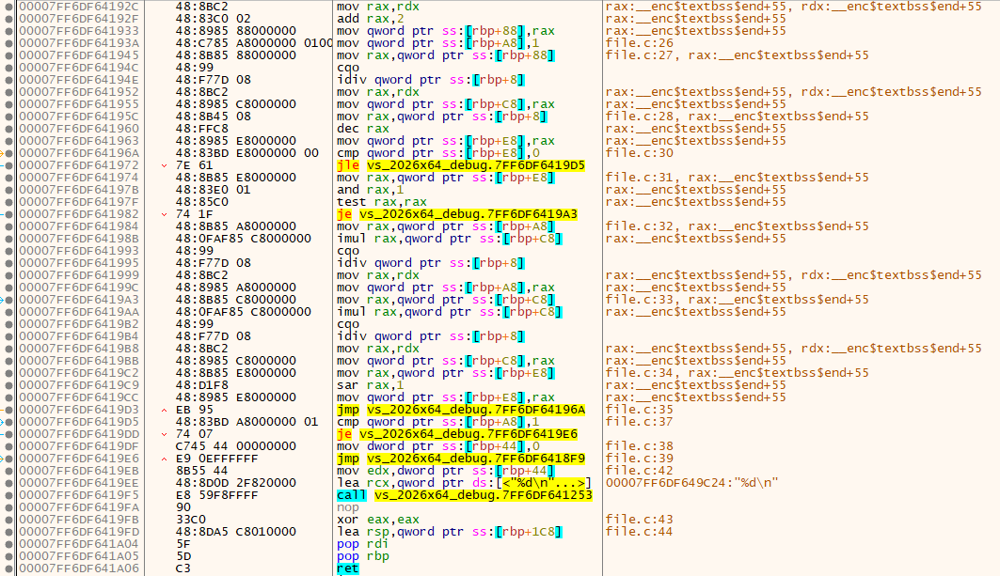 00007FF6DF64192C 48:8BC2 mov rax,rdx rax:__enc$textbss$end+55, rdx:__enc$textbss$end+55
00007FF6DF64192F 48:83C0 02 add rax,2 rax:__enc$textbss$end+55
00007FF6DF641933 48:8985 88000000 mov qword ptr ss:[rbp+88],rax rax:__enc$textbss$end+55
00007FF6DF64193A 48:C785 A8000000 0100 mov qword ptr ss:[rbp+A8],1 file.c:26
00007FF6DF641945 48:8B85 88000000 mov rax,qword ptr ss:[rbp+88] file.c:27, rax:__enc$textbss$end+55
00007FF6DF64194C 48:99 cqo
00007FF6DF64194E 48:F77D 08 idiv qword ptr ss:[rbp+8]
00007FF6DF641952 48:8BC2 mov rax,rdx rax:__enc$textbss$end+55, rdx:__enc$textbss$end+55
00007FF6DF641955 48:8985 C8000000 mov qword ptr ss:[rbp+C8],rax rax:__enc$textbss$end+55
00007FF6DF64195C 48:8B45 08 mov rax,qword ptr ss:[rbp+8] file.c:28, rax:__enc$textbss$end+55
00007FF6DF641960 48:FFC8 dec rax rax:__enc$textbss$end+55
00007FF6DF641963 48:8985 E8000000 mov qword ptr ss:[rbp+E8],rax rax:__enc$textbss$end+55
00007FF6DF64196A 48:83BD E8000000 00 cmp qword ptr ss:[rbp+E8],0 file.c:30
00007FF6DF641972 7E 61 jle vs_2026x64_debug.7FF6DF6419D5
00007FF6DF641974 48:8B85 E8000000 mov rax,qword ptr ss:[rbp+E8] file.c:31, rax:__enc$textbss$end+55
00007FF6DF64197B 48:83E0 01 and rax,1 rax:__enc$textbss$end+55
00007FF6DF64197F 48:85C0 test rax,rax rax:__enc$textbss$end+55
00007FF6DF641982 74 1F je vs_2026x64_debug.7FF6DF6419A3
00007FF6DF641984 48:8B85 A8000000 mov rax,qword ptr ss:[rbp+A8] file.c:32, rax:__enc$textbss$end+55
00007FF6DF64198B 48:0FAF85 C8000000 imul rax,qword ptr ss:[rbp+C8] rax:__enc$textbss$end+55
00007FF6DF641993 48:99 cqo
00007FF6DF641995 48:F77D 08 idiv qword ptr ss:[rbp+8]
00007FF6DF641999 48:8BC2 mov rax,rdx rax:__enc$textbss$end+55, rdx:__enc$textbss$end+55
00007FF6DF64199C 48:8985 A8000000 mov qword ptr ss:[rbp+A8],rax rax:__enc$textbss$end+55
00007FF6DF6419A3 48:8B85 C8000000 mov rax,qword ptr ss:[rbp+C8] file.c:33, rax:__enc$textbss$end+55
00007FF6DF6419AA 48:0FAF85 C8000000 imul rax,qword ptr ss:[rbp+C8] rax:__enc$textbss$end+55
00007FF6DF6419B2 48:99 cqo
00007FF6DF6419B4 48:F77D 08 idiv qword ptr ss:[rbp+8]
00007FF6DF6419B8 48:8BC2 mov rax,rdx rax:__enc$textbss$end+55, rdx:__enc$textbss$end+55
00007FF6DF6419BB 48:8985 C8000000 mov qword ptr ss:[rbp+C8],rax rax:__enc$textbss$end+55
00007FF6DF6419C2 48:8B85 E8000000 mov rax,qword ptr ss:[rbp+E8] file.c:34, rax:__enc$textbss$end+55
00007FF6DF6419C9 48:D1F8 sar rax,1 rax:__enc$textbss$end+55
00007FF6DF6419CC 48:8985 E8000000 mov qword ptr ss:[rbp+E8],rax rax:__enc$textbss$end+55
00007FF6DF6419D3 EB 95 jmp vs_2026x64_debug.7FF6DF64196A file.c:35
00007FF6DF6419D5 48:83BD A8000000 01 cmp qword ptr ss:[rbp+A8],1 file.c:37
00007FF6DF6419DD 74 07 je vs_2026x64_debug.7FF6DF6419E6
00007FF6DF6419DF C745 44 00000000 mov dword ptr ss:[rbp+44],0 file.c:38
00007FF6DF6419E6 E9 0EFFFFFF jmp vs_2026x64_debug.7FF6DF6418F9 file.c:39
00007FF6DF6419EB 8B55 44 mov edx,dword ptr ss:[rbp+44] file.c:42
00007FF6DF6419EE 48:8D0D 2F820000 lea rcx,qword ptr ds:[<"%d\n"...>] 00007FF6DF649C24:"%d\n"
00007FF6DF6419F5 E8 59F8FFFF call vs_2026x64_debug.7FF6DF641253
00007FF6DF6419FA 90 nop
00007FF6DF6419FB 33C0 xor eax,eax file.c:43
00007FF6DF6419FD 48:8DA5 C8010000 lea rsp,qword ptr ss:[rbp+1C8] file.c:44
00007FF6DF641A04 5F pop rdi
00007FF6DF641A05 5D pop rbp
00007FF6DF641A06 C3 ret